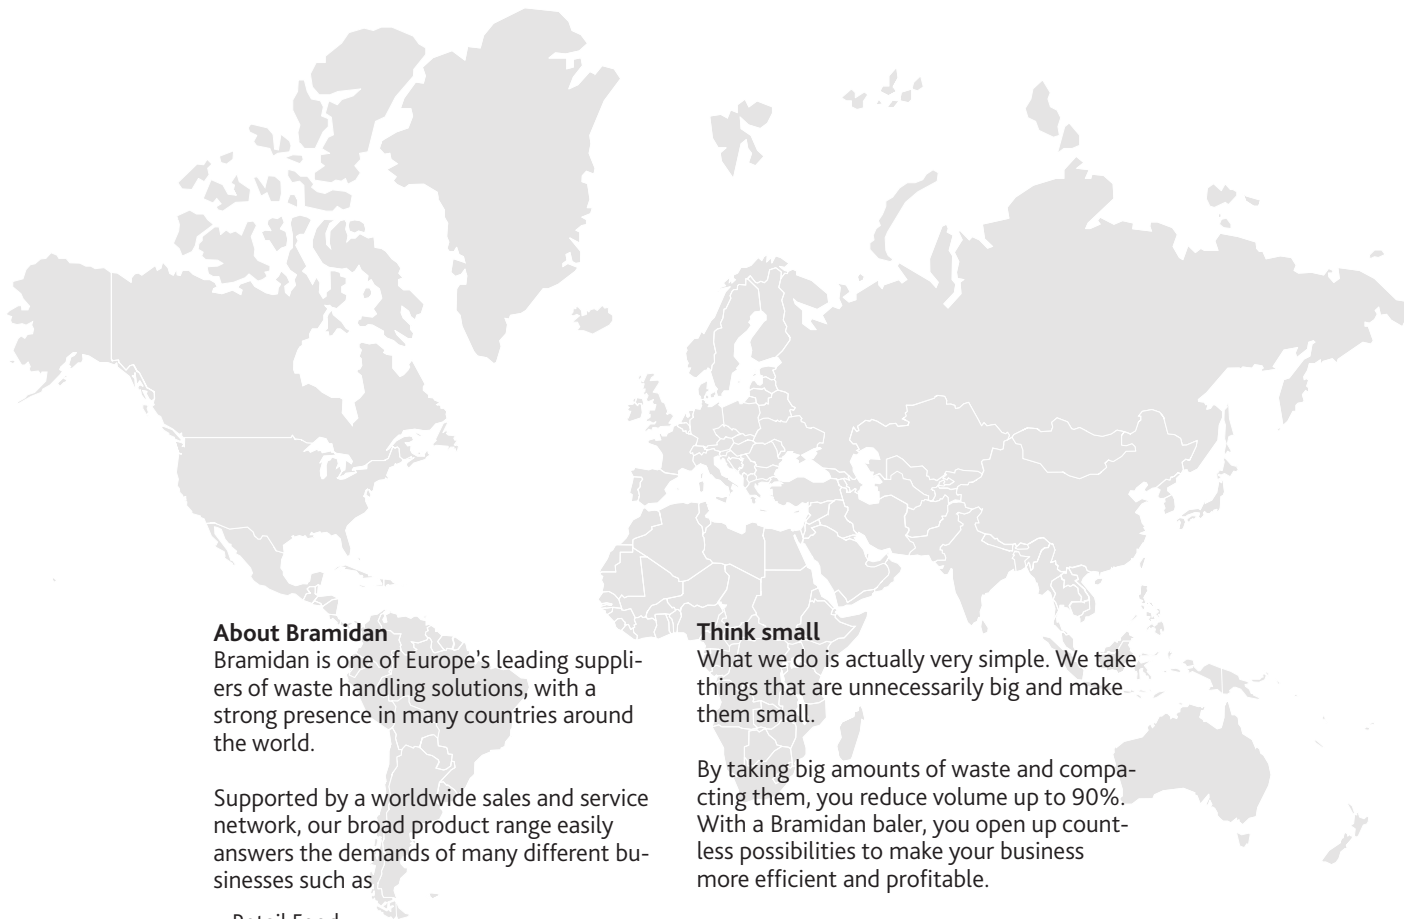 About Bramidan
Bramidan is one of Europe's leading suppli-
ers of waste handling solutions, with a
strong presence in many countries around
the world.
Supported by a worldwide sales and service
network, our broad product range easily
answers the demands of many different bu-
sinesses such as
Retail Food
Think small
What we do is actually very simple. We take
things that are unnecessarily big and make
them small.
By taking big amounts of waste and compa-
cting them, you reduce volume up to 90%.
With a Bramidan baler, you open up count-
less possibilities to make your business
more efficient and profitable.